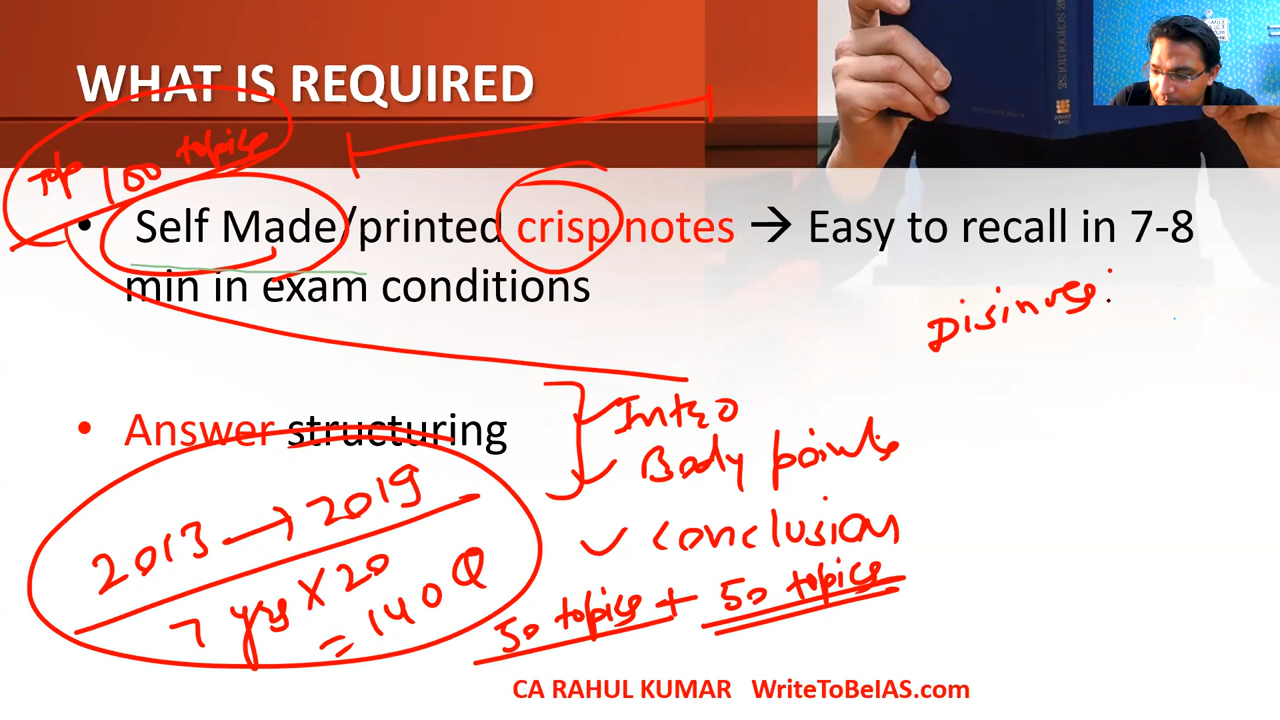 WHAT IS REQUIRED
Top 100 topics
• Self Made/printed crisp notes → Easy to recall in 7-8
min in exam conditions
Disinves
• Answer structuring
Intro
Body points
Conclusion
2013 → 2019
7 yrs X 20
= 140 Q
50 topics + 50 topics
CA RAHUL KUMAR WriteToBeIAS.com